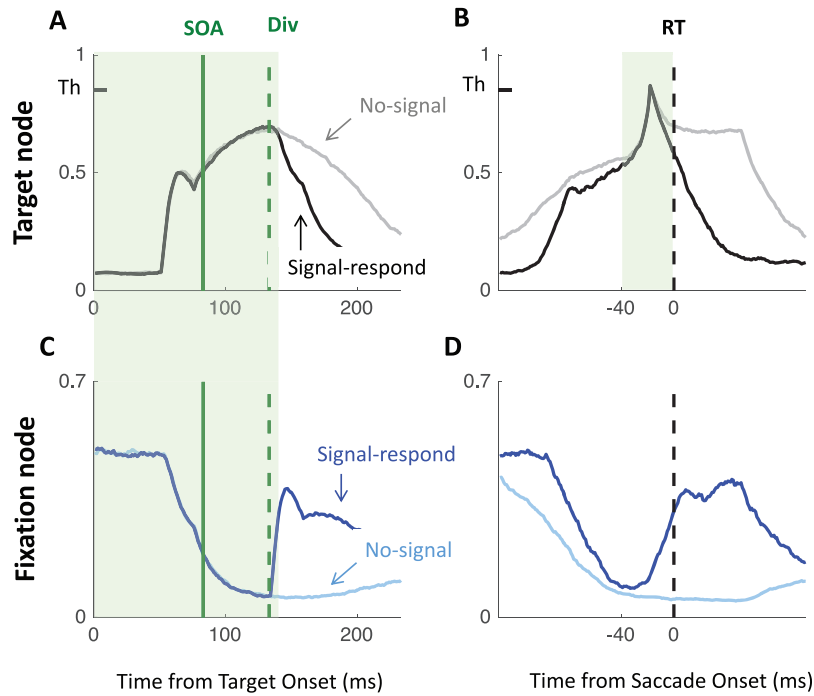 A
SOA
Div
B
RT
1
Th
0.5
0
Target node
No-signal
Signal-respond
0
100
200
1
Th
0.5
0
-40
0
C
D
0.7
0
Fixation node
Signal-respond
No-signal
0
100
200
0.7
0
-40
0
Time from Target Onset (ms)
Time from Saccade Onset (ms)